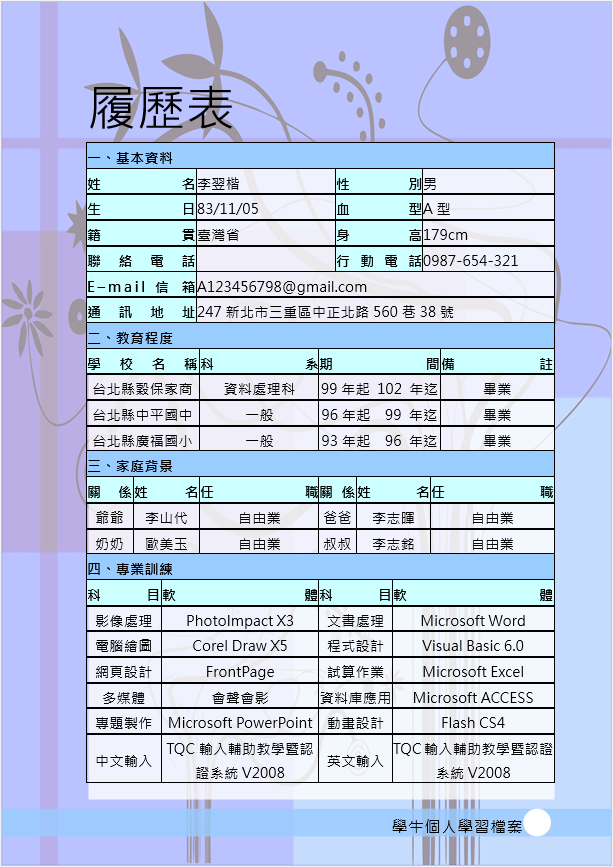 履歷表
一、基本資料
姓名 李翌楷 性別 男
生日 83/11/05 血型 A 型
籍貫 臺灣省 身高 179cm
聯絡電話 行動電話 0987-654-321
E-mail 信箱 A123456798@gmail.com
通訊地址 247 新北市三重區中正北路 560 巷 38 號
二、教育程度
學校名稱 科系 期間 備註
台北縣穀保家商 資料處理科 99 年起 102 年迄 畢業
台北縣中平國中 一般 96 年起 99 年迄 畢業
台北縣廣福國小 一般 93 年起 96 年迄 畢業
三、家庭背景
關係 姓名 任職 關係 姓名 任職
爺爺 李山代 自由業 爸爸 李志暉 自由業
奶奶 歐美玉 自由業 叔叔 李志銘 自由業
四、專業訓練
科目 軟體 科目 軟體
影像處理 PhotoImpact X3 文書處理 Microsoft Word
電腦繪圖 Corel Draw X5 程式設計 Visual Basic 6.0
網頁設計 FrontPage 試算作業 Microsoft Excel
多媒體 會聲會影 資料庫應用 Microsoft ACCESS
專題製作 Microsoft PowerPoint 動畫設計 Flash CS4
中文輸入 TQC 輸入輔助教學暨認證系統 V2008 英文輸入 TQC 輸入輔助教學暨認證系統 V2008
學生個人學習檔案